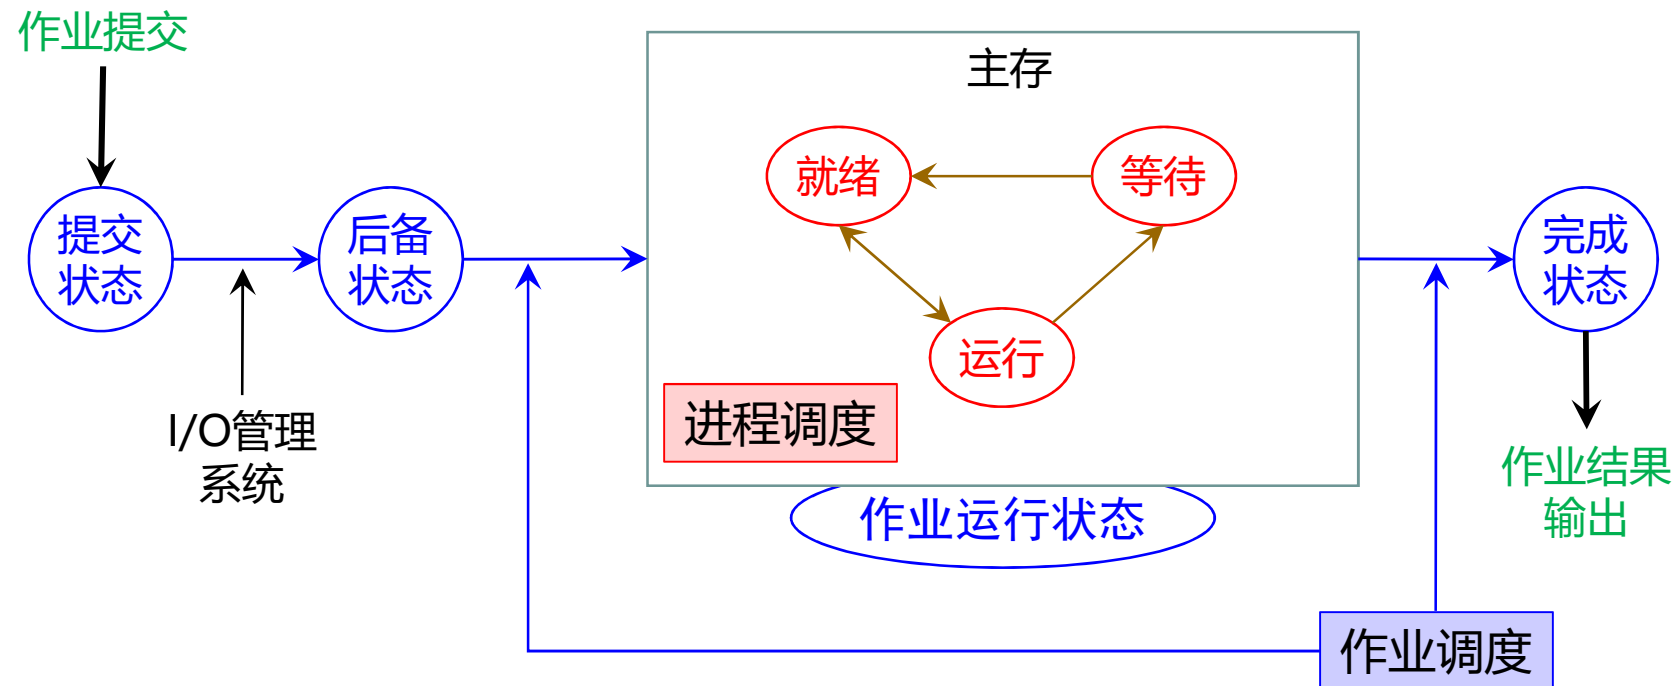 作业提交
主存
就绪
等待
提交
状态
后备
状态
完成
状态
运行
进程调度
I/O管理
系统
作业运行状态
作业结果
输出
作业调度